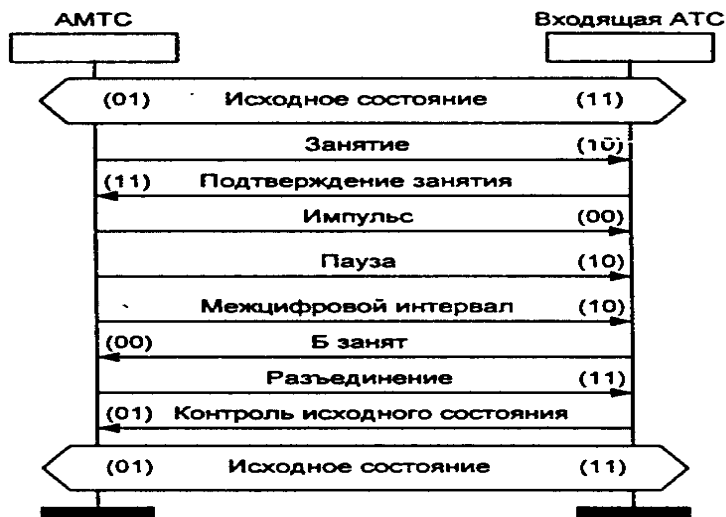 АМТС Входящая АТС
(01) Исходное состояние (11)
Занятие (10)
(11) Подтверждение занятия
Импульс (00)
Пауза (10)
Межцифровой интервал (10)
(00) Б занят
Разъединение (11)
(01) Контроль исходного состояния
(01) Исходное состояние (11)